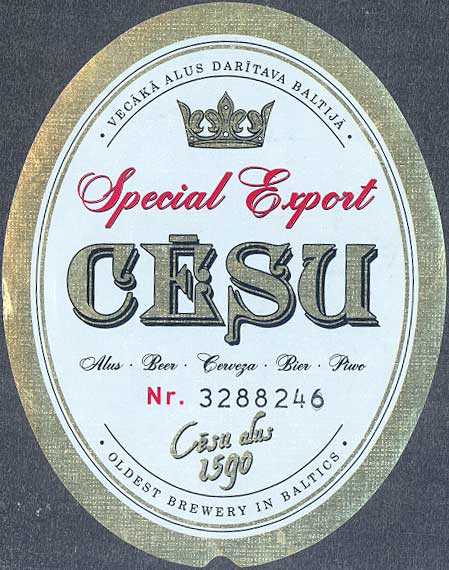 · VECĀKĀ ALUS DARĪTAVA BALTIJĀ ·
Special Export
CĒSU
Alus · Beer · Cerveza · Bier · Piwo
Nr. 3288246
Cēsu alus
1590
· OLDEST BREWERY IN BALTICS ·